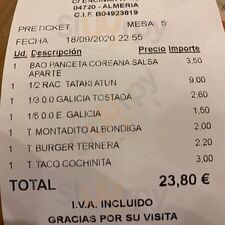 C/ ENCINA
04720 - ALMERIA
C.I.F. B04923819
PRETICKET MESA: 5
FECHA 18/09/2020 22:55
Ud. Descripción Precio Importe
1 BAO PANCETA COREANA SALSA 3,50
APARTE
1 1/2 RAC. TATAKI ATUN 9,00
1 1/3 0.0 GALICIA TOSTADA 2,60
1 1/5 0.0 E. GALICIA 1,50
1 T. MONTADITO ALBONDIGA 2,00
1 T. BURGER TERNERA 2,20
1 T. TACO COCHINITA 3,00
TOTAL 23,80 €
I.V.A. INCLUIDO
GRACIAS POR SU VISITA